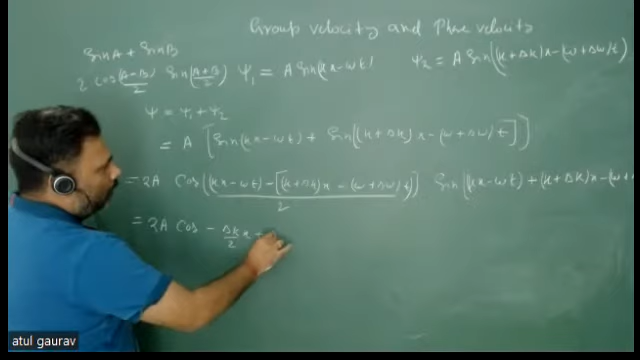 Group velocity and Phse velocity
Sin A + Sin B
2 Cos (A-B)/2 Sin (A+B)/2 ψ₁ = A Sin(kx-ωt) ψ₂ = A Sin((k+Δk)x-(ω+Δω)t)
ψ = ψ₁ + ψ₂
= A [Sin(kx-ωt) + Sin[(k+Δk)x-(ω+Δω)t]]
= 2A Cos((kx-ωt)-[(k+Δk)x-(ω+Δω)t])/2 Sin((kx-ωt)+(k+Δk)x-(ω+
= 2A Cos - Δk/2 x +
atul gaurav